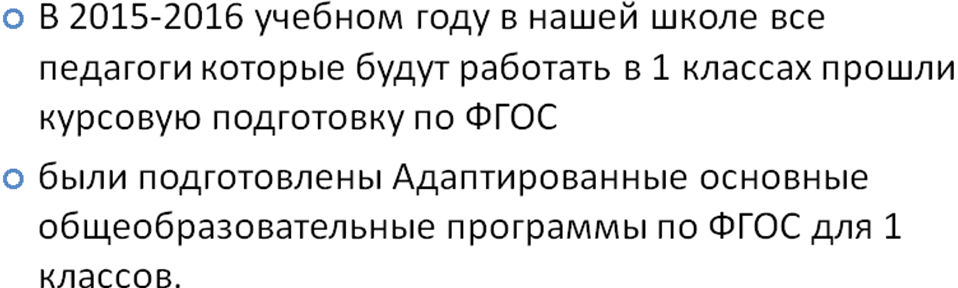 В 2015-2016 учебном году в нашей школе все
педагоги которые будут работать в 1 классах прошли
курсовую подготовку по ФГОС
были подготовлены Адаптированные основные
общеобразовательные программы по ФГОС для 1
классов.